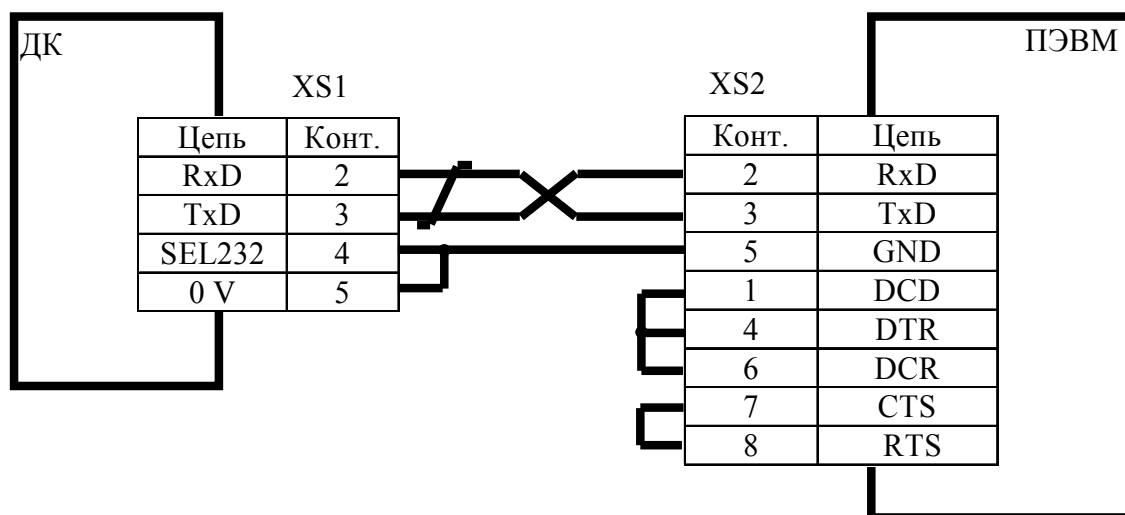 ДК
ПЭВМ
XS1
XS2
Цепь Конт.
RxD 2
TxD 3
SEL232 4
0 V 5
Конт. Цепь
2 RxD
3 TxD
5 GND
1 DCD
4 DTR
6 DCR
7 CTS
8 RTS